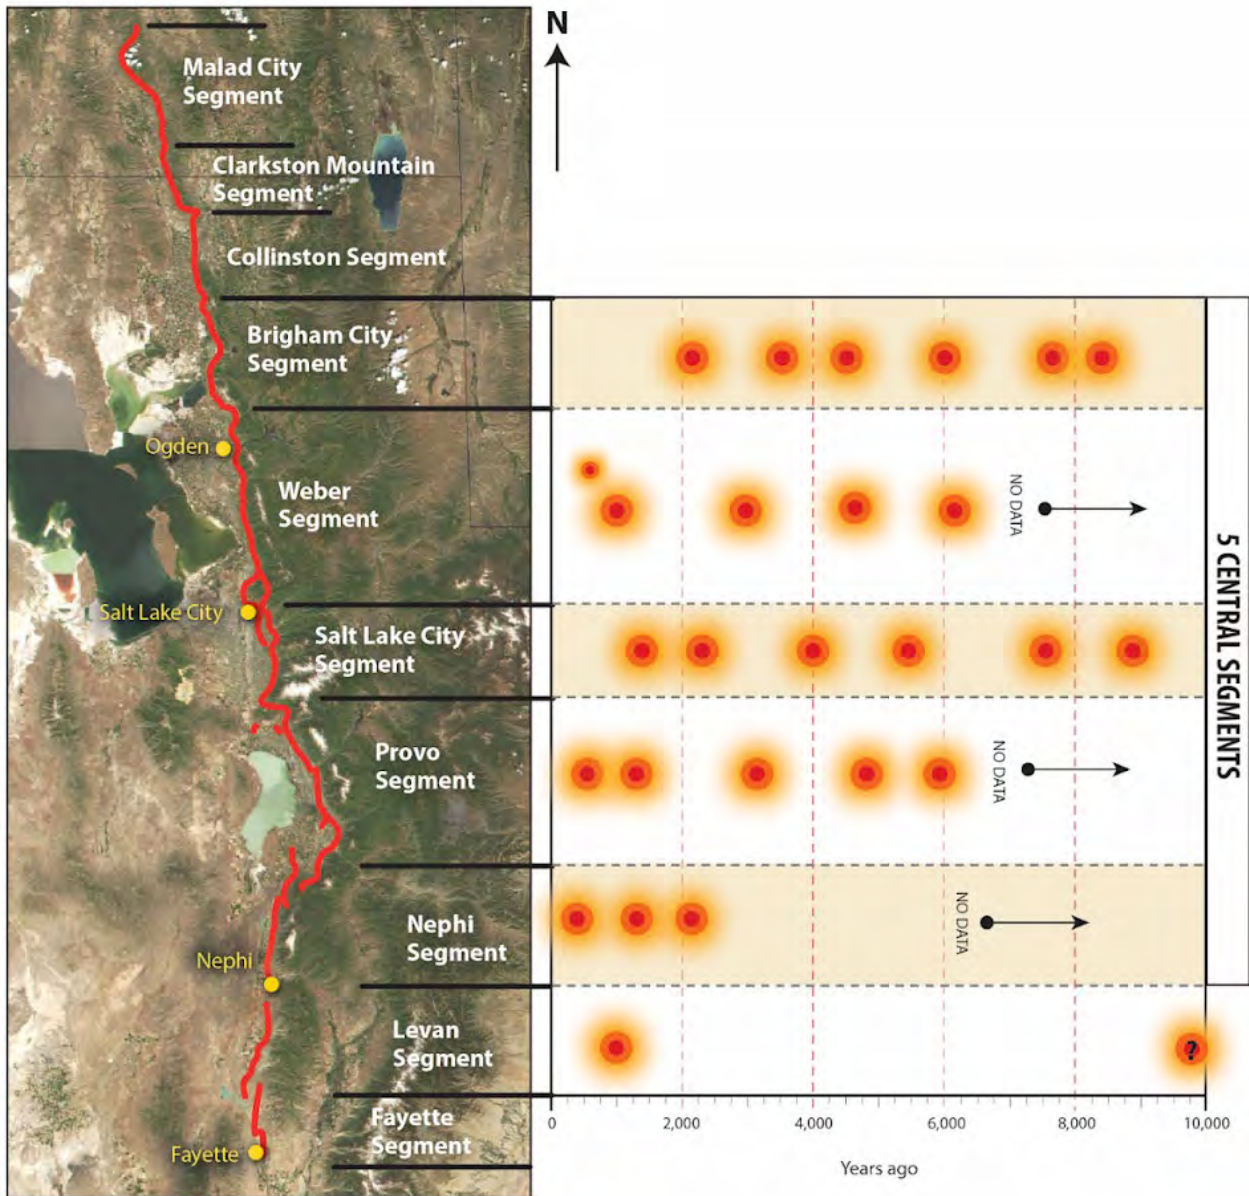 N
Malad City
Segment
Clarkston Mountain
Segment
Collinston Segment
Brigham City
Segment
Ogden
Weber
Segment
NO DATA
Salt Lake City
Salt Lake City
Segment
Provo
Segment
NO DATA
5 CENTRAL SEGMENTS
Nephi
Segment
NO DATA
Nephi
Levan
Segment
?
Fayette
Segment
Fayette
0
2,000
4,000
6,000
8,000
10,000
Years ago